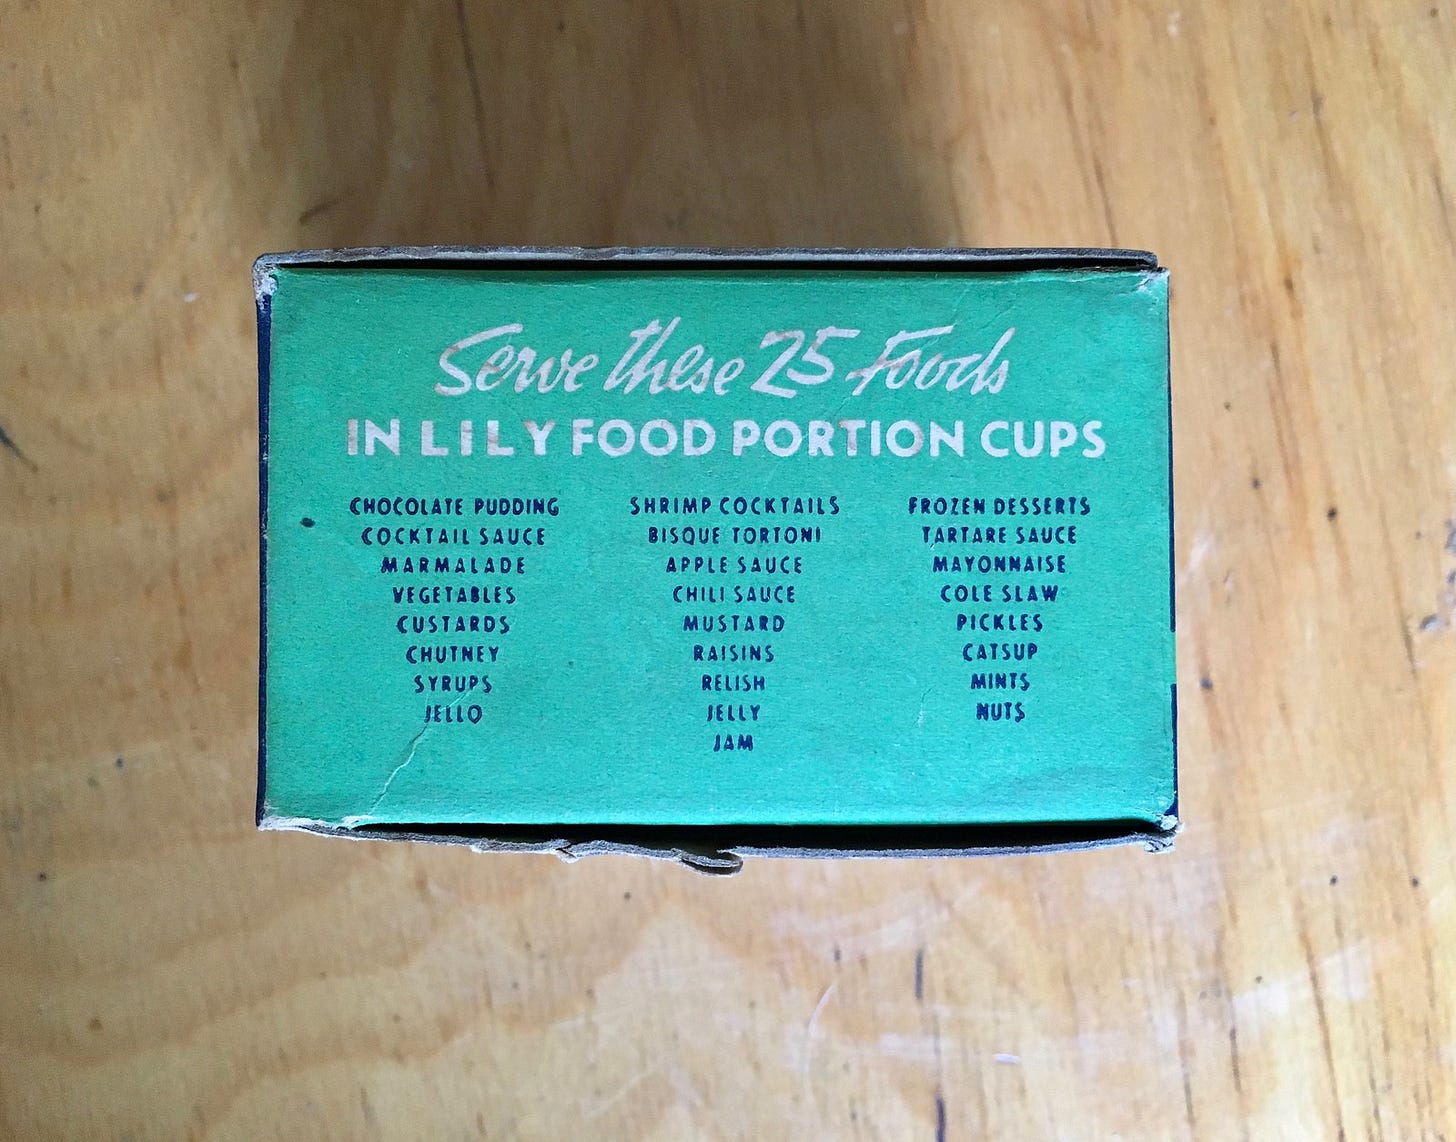 Serve these 25 Foods
IN LILY FOOD PORTION CUPS
CHOCOLATE PUDDING
COCKTAIL SAUCE
MARMALADE
VEGETABLES
CUSTARDS
CHUTNEY
SYRUPS
JELLO
SHRIMP COCKTAILS
BISQUE TORTONI
APPLE SAUCE
CHILI SAUCE
MUSTARD
RAISINS
RELISH
JELLY
JAM
FROZEN DESSERTS
TARTARE SAUCE
MAYONNAISE
COLE SLAW
PICKLES
CATSUP
MINTS
NUTS